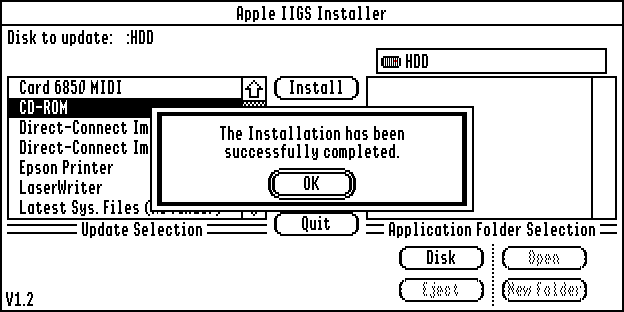 Apple IIGS Installer
Disk to update: :HDD
HDD
Card 6850 MIDI
Install
CD-ROM
Direct-Connect Im
Direct-Connect Im
Epson Printer
LaserWriter
Latest Sys. Files (
The Installation has been
successfully completed.
OK
Update Selection
Quit
Application Folder Selection
Disk
Open
Eject
New Folder
V1.2